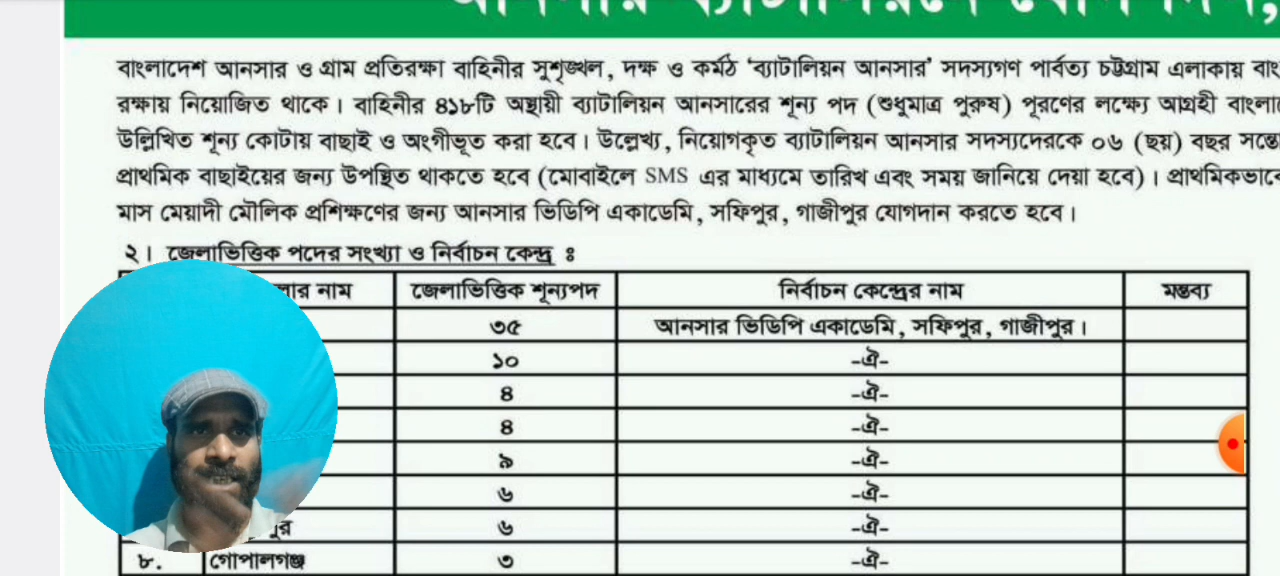 আনসার ব্যাটালিয়নে যোগ দিন,
বাংলাদেশ আনসার ও গ্রাম প্রতিরক্ষা বাহিনীর সুশৃঙ্খল, দক্ষ ও কর্মঠ ‘ব্যাটালিয়ন আনসার’ সদস্যগণ পার্বত্য চট্টগ্রাম এলাকায়
রক্ষায় নিয়োজিত থাকে। বাহিনীর ৪১৮টি অস্থায়ী ব্যাটালিয়ন আনসারের শূন্য পদ (শুধুমাত্র পুরুষ) পূরণের লক্ষ্যে আগ্রহী
উল্লিখিত শূন্য কোটায় বাছাই ও অংগীভূত করা হবে। উল্লেখ্য, নিয়োগকৃত ব্যাটালিয়ন আনসার সদস্যদেরকে ০৬ (ছয়) বছর
প্রাথমিক বাছাইয়ের জন্য উপস্থিত থাকতে হবে (মোবাইলে SMS এর মাধ্যমে তারিখ এবং সময় জানিয়ে দেয়া হবে)। প্রাথমিকভাবে
মাস মেয়াদী মৌলিক প্রশিক্ষণের জন্য আনসার ভিডিপি একাডেমি, সফিপুর, গাজীপুর যোগদান করতে হবে।
২। জেলাভিত্তিক পদের সংখ্যা ও নির্বাচন কেন্দ্র ঃ
নাম জেলাভিত্তিক শূন্যপদ নির্বাচন কেন্দ্রের নাম মন্তব্য
৩৫ আনসার ভিডিপি একাডেমি, সফিপুর, গাজীপুর।
১০ -ঐ-
৪ -ঐ-
৪ -ঐ-
৯ -ঐ-
৬ -ঐ-
৬ -ঐ-
৮. গোপালগঞ্জ ৩ -ঐ-